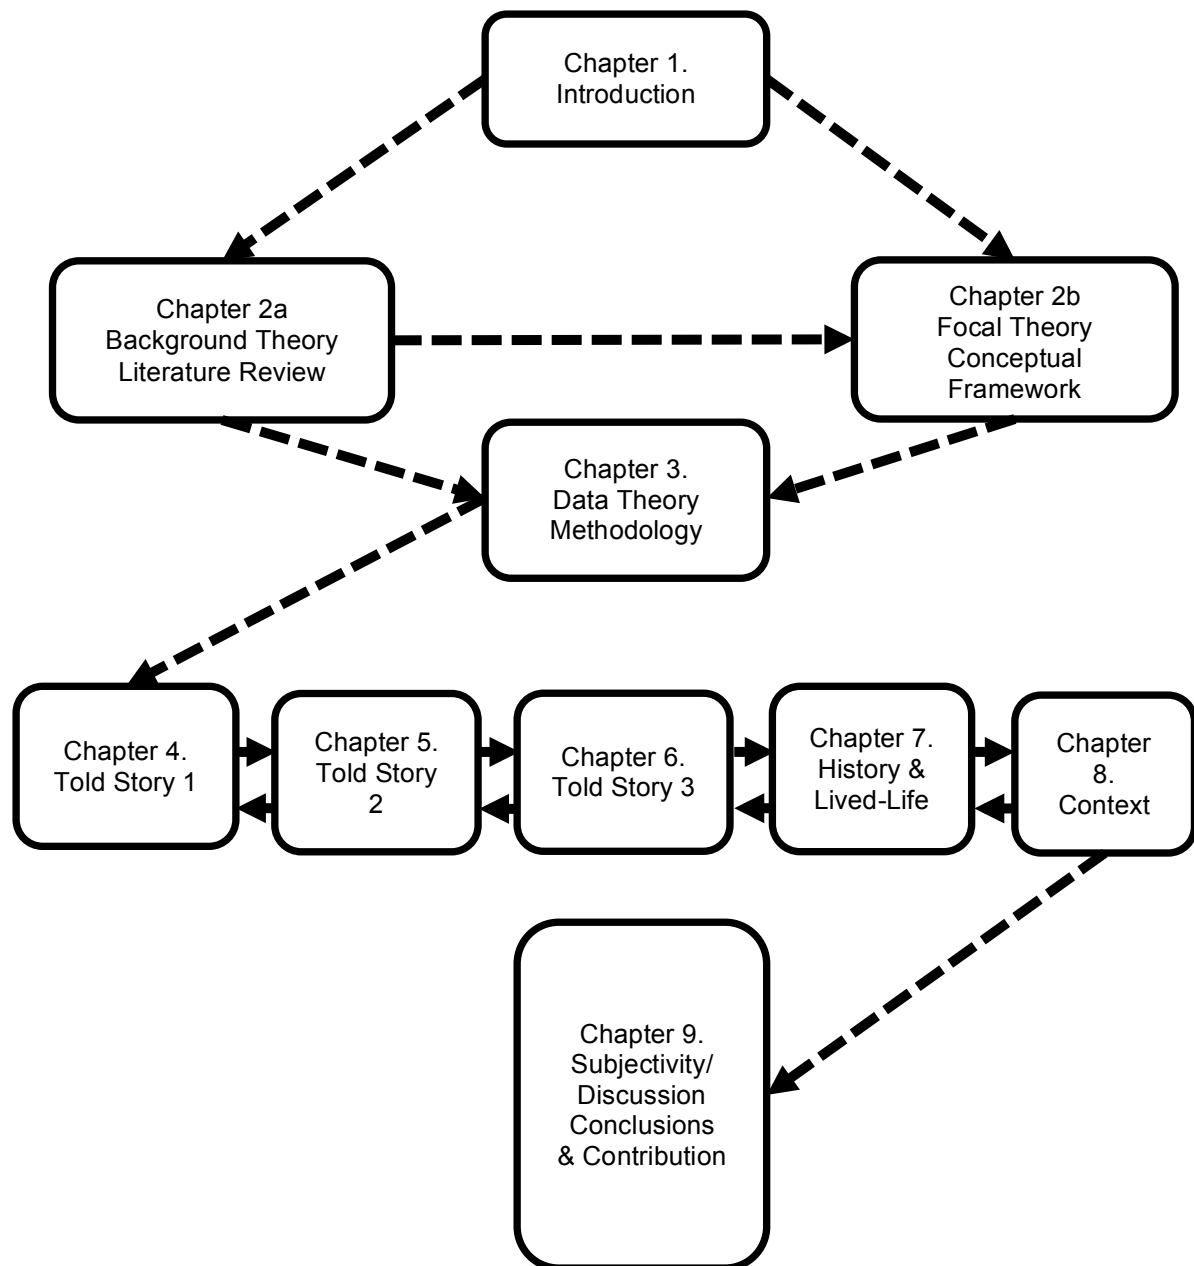 Chapter 1.
Introduction
Chapter 2a
Background Theory
Literature Review
Chapter 2b
Focal Theory
Conceptual
Framework
Chapter 3.
Data Theory
Methodology
Chapter 4.
Told Story 1
Chapter 5.
Told Story
2
Chapter 6.
Told Story 3
Chapter 7.
History &
Lived-Life
Chapter
8.
Context
Chapter 9.
Subjectivity/
Discussion
Conclusions
& Contribution